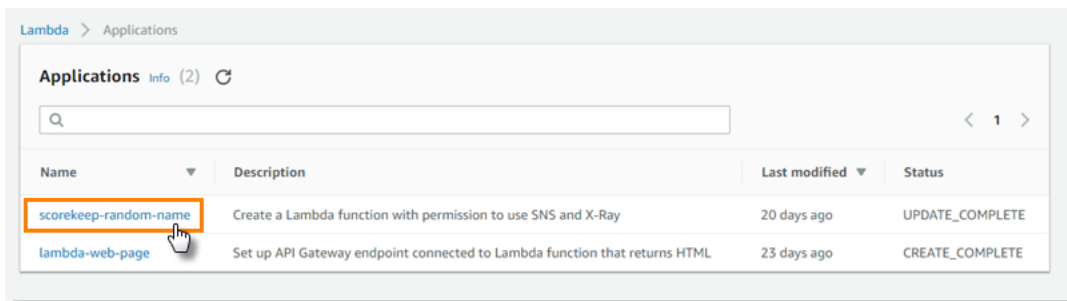 Lambda > Applications
Applications Info (2)
< 1 >
Name Description Last modified Status
scorekeep-random-name Create a Lambda function with permission to use SNS and X-Ray 20 days ago UPDATE_COMPLETE
lambda-web-page Set up API Gateway endpoint connected to Lambda function that returns HTML 23 days ago CREATE_COMPLETE